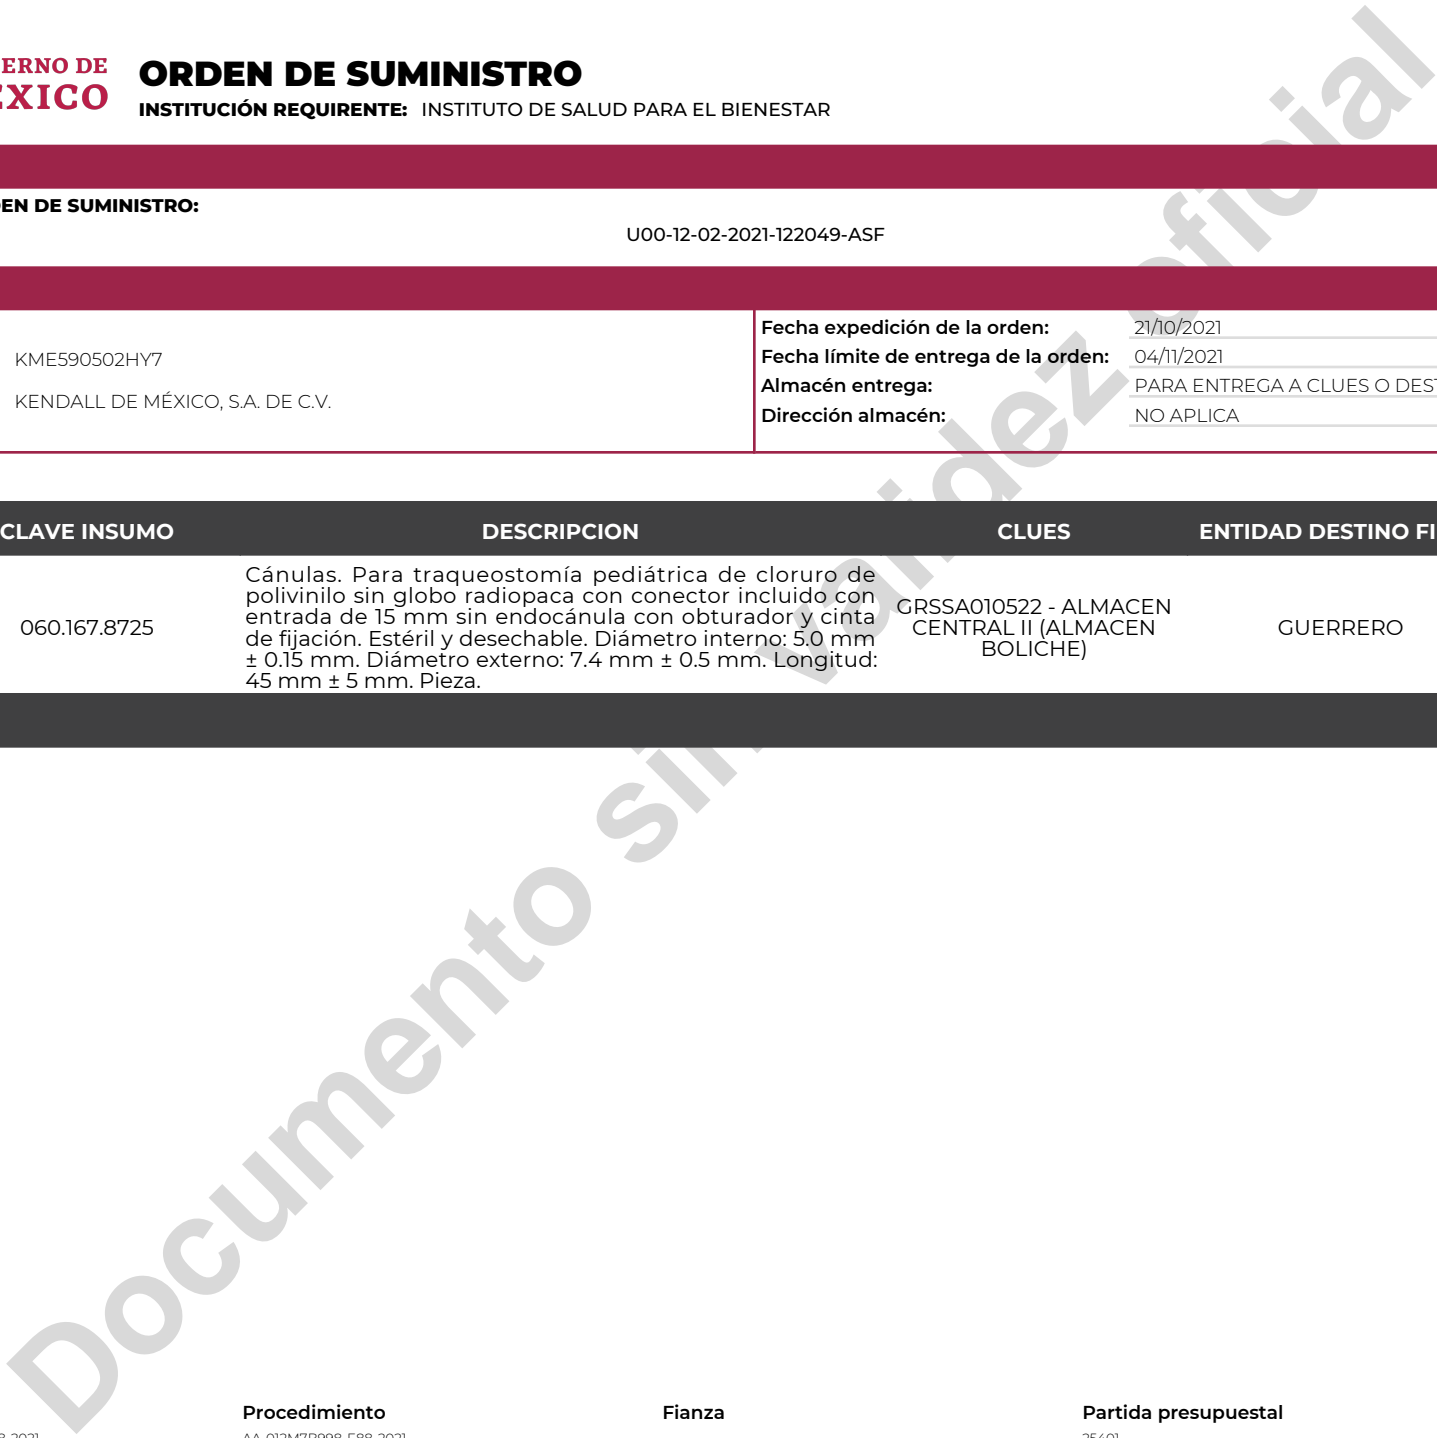 ERNO DE
ÉXICO
ORDEN DE SUMINISTRO
INSTITUCIÓN REQUIRENTE: INSTITUTO DE SALUD PARA EL BIENESTAR
EN DE SUMINISTRO:
U00-12-02-2021-122049-ASF
KME590502HY7
KENDALL DE MÉXICO, S.A. DE C.V.
Fecha expedición de la orden: 21/10/2021
Fecha límite de entrega de la orden: 04/11/2021
Almacén entrega: PARA ENTREGA A CLUES O DEST
Dirección almacén: NO APLICA
CLAVE INSUMO DESCRIPCION CLUES ENTIDAD DESTINO FI
060.167.8725
Cánulas. Para traqueostomía pediátrica de cloruro de
polivinilo sin globo radiopaca con conector incluido con
entrada de 15 mm sin endocánula con obturador y cinta
de fijación. Estéril y desechable. Diámetro interno: 5.0 mm
± 0.15 mm. Diámetro externo: 7.4 mm ± 0.5 mm. Longitud:
45 mm ± 5 mm. Pieza.
GRSSA010522 - ALMACEN
CENTRAL II (ALMACEN
BOLICHE)
GUERRERO
Documento sin validez oficial
Procedimiento Fianza Partida presupuestal